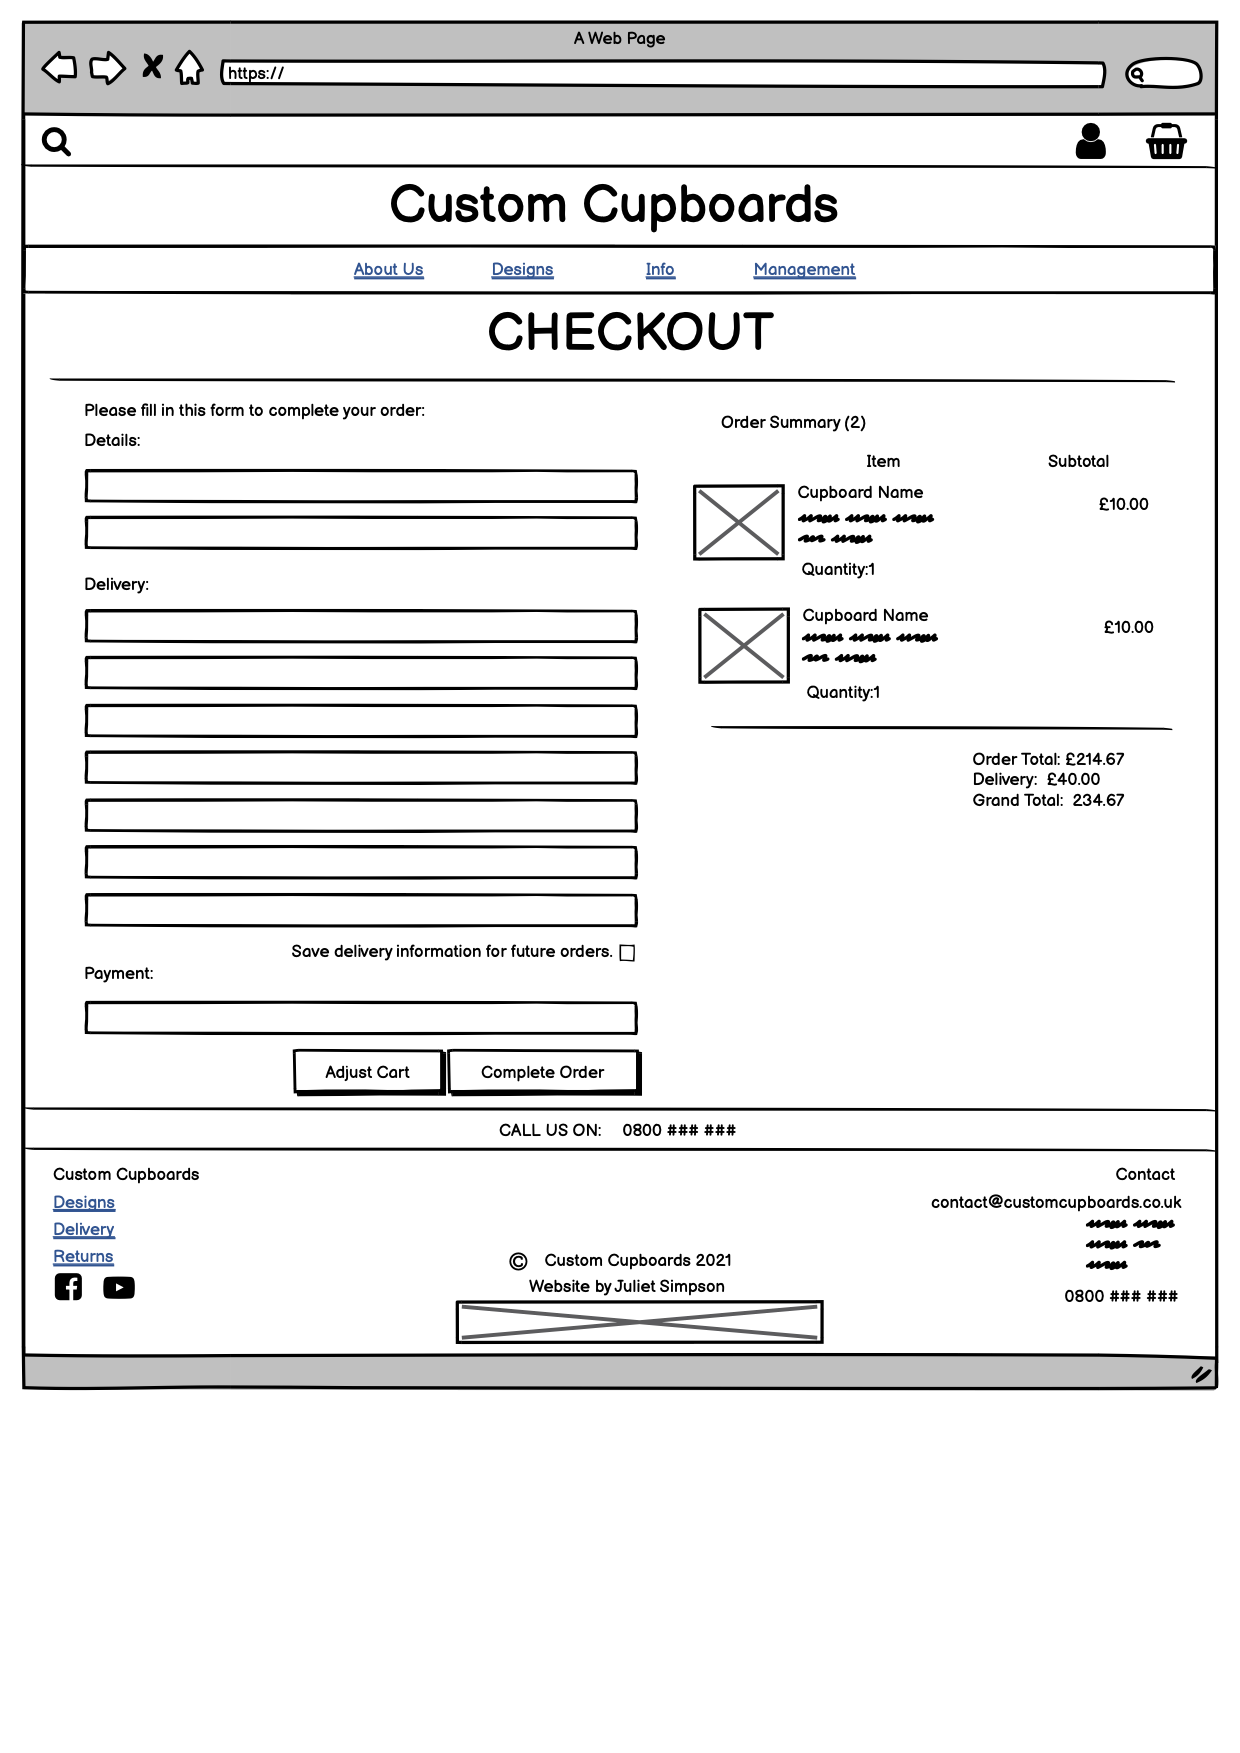 A Web Page
https://
Custom Cupboards
About Us Designs Info Management
CHECKOUT
Please fill in this form to complete your order:
Details:
Delivery:
Save delivery information for future orders.
Payment:
Adjust Cart Complete Order
Order Summary (2)
Item Subtotal
Cupboard Name £10.00
Quantity:1
Cupboard Name £10.00
Quantity:1
Order Total: £214.67
Delivery: £40.00
Grand Total: 234.67
CALL US ON: 0800 ### ###
Custom Cupboards
Designs
Delivery
Returns
© Custom Cupboards 2021
Website by Juliet Simpson
Contact
contact@customcupboards.co.uk
0800 ### ###